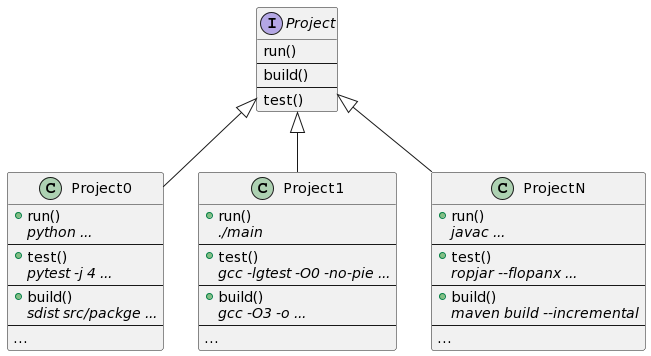 I Project
run()
build()
test()
C Project0
run()
python ...
test()
pytest -j 4 ...
build()
sdist src/packge ...
...
C Project1
run()
./main
test()
gcc -lgtest -O0 -no-pie ...
build()
gcc -O3 -o ...
...
C ProjectN
run()
javac ...
test()
ropjar --flopanx ...
build()
maven build --incremental
...